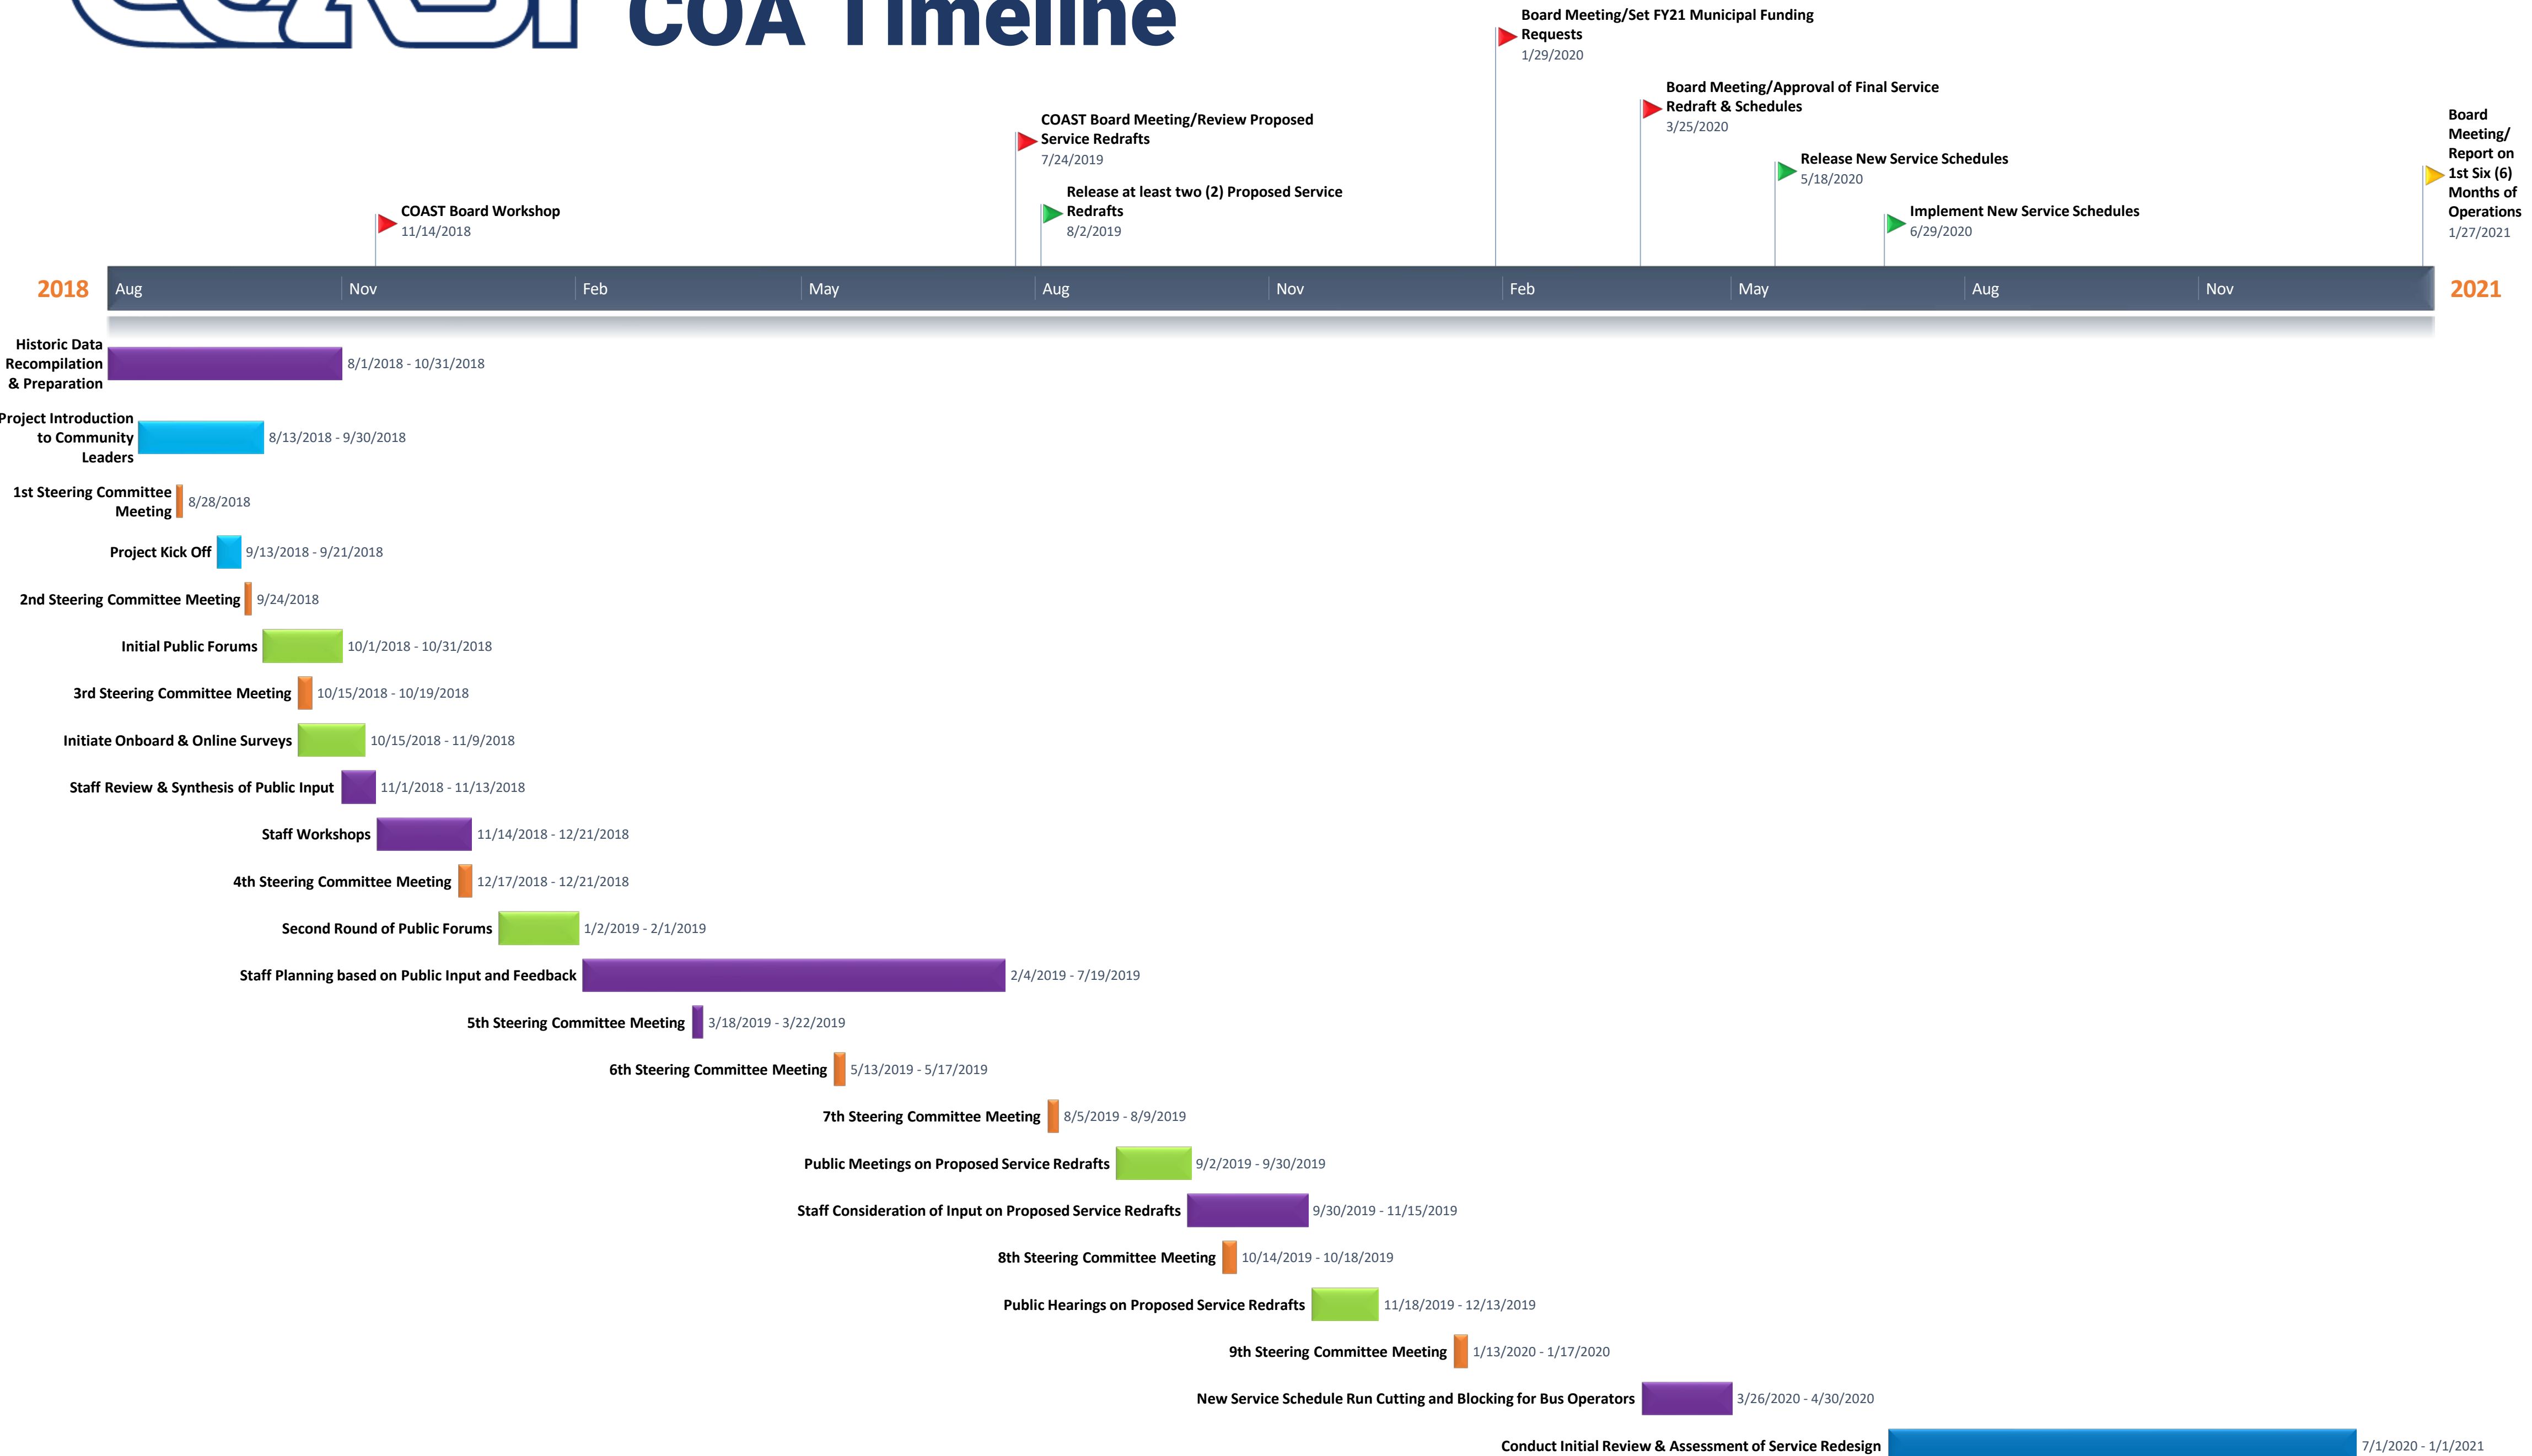 COAST COA Timeline
Board Meeting/Set FY21 Municipal Funding
Requests
1/29/2020
Board Meeting/Approval of Final Service
Redraft & Schedules
3/25/2020
COAST Board Meeting/Review Proposed
Service Redrafts
7/24/2019
Board
Meeting/
Report on
1st Six (6)
Months of
Operations
1/27/2021
Release New Service Schedules
5/18/2020
Release at least two (2) Proposed Service
Redrafts
8/2/2019
COAST Board Workshop
11/14/2018
Implement New Service Schedules
6/29/2020
2018 Aug Nov Feb May Aug Nov Feb May Aug Nov 2021
Historic Data
Recompilation
& Preparation
8/1/2018 - 10/31/2018
Project Introduction
to Community
Leaders
8/13/2018 - 9/30/2018
1st Steering Committee
Meeting
8/28/2018
Project Kick Off 9/13/2018 - 9/21/2018
2nd Steering Committee Meeting 9/24/2018
Initial Public Forums 10/1/2018 - 10/31/2018
3rd Steering Committee Meeting 10/15/2018 - 10/19/2018
Initiate Onboard & Online Surveys 10/15/2018 - 11/9/2018
Staff Review & Synthesis of Public Input 11/1/2018 - 11/13/2018
Staff Workshops 11/14/2018 - 12/21/2018
4th Steering Committee Meeting 12/17/2018 - 12/21/2018
Second Round of Public Forums 1/2/2019 - 2/1/2019
Staff Planning based on Public Input and Feedback 2/4/2019 - 7/19/2019
5th Steering Committee Meeting 3/18/2019 - 3/22/2019
6th Steering Committee Meeting 5/13/2019 - 5/17/2019
7th Steering Committee Meeting 8/5/2019 - 8/9/2019
Public Meetings on Proposed Service Redrafts 9/2/2019 - 9/30/2019
Staff Consideration of Input on Proposed Service Redrafts 9/30/2019 - 11/15/2019
8th Steering Committee Meeting 10/14/2019 - 10/18/2019
Public Hearings on Proposed Service Redrafts 11/18/2019 - 12/13/2019
9th Steering Committee Meeting 1/13/2020 - 1/17/2020
New Service Schedule Run Cutting and Blocking for Bus Operators 3/26/2020 - 4/30/2020
Conduct Initial Review & Assessment of Service Redesign 7/1/2020 - 1/1/2021